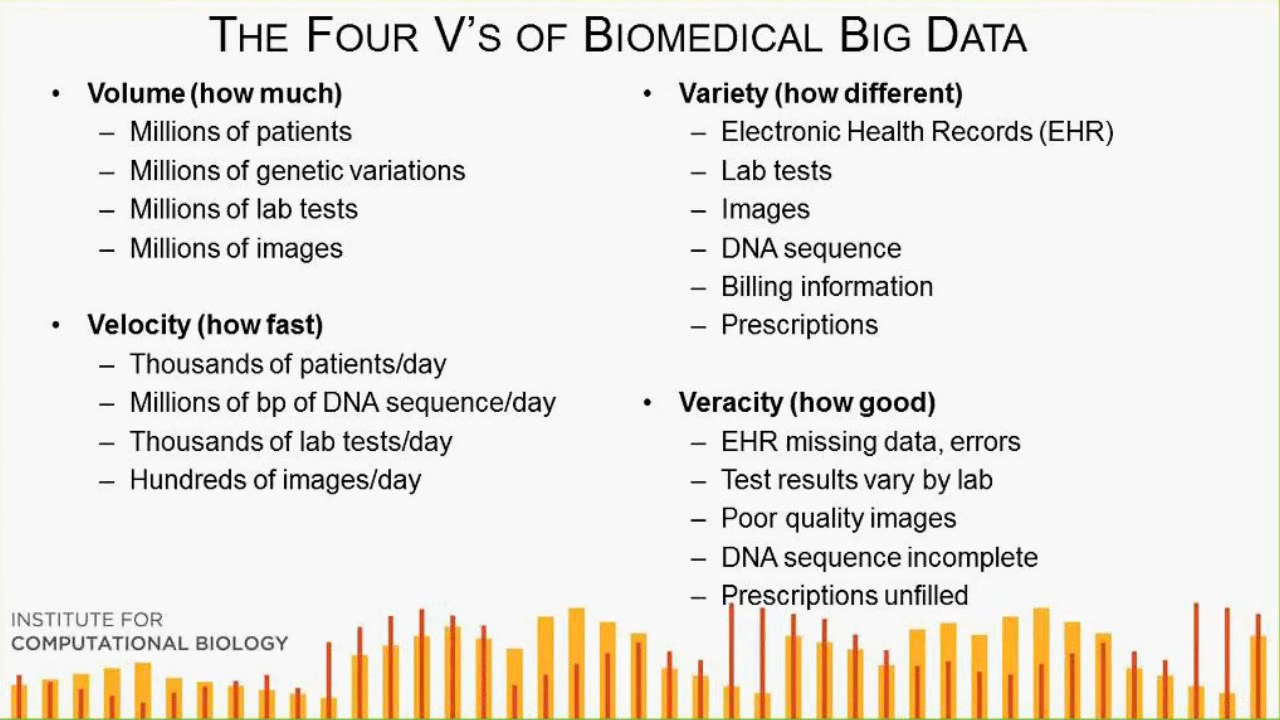 THE FOUR V'S OF BIOMEDICAL BIG DATA
• Volume (how much)
– Millions of patients
– Millions of genetic variations
– Millions of lab tests
– Millions of images
• Velocity (how fast)
– Thousands of patients/day
– Millions of bp of DNA sequence/day
– Thousands of lab tests/day
– Hundreds of images/day
• Variety (how different)
– Electronic Health Records (EHR)
– Lab tests
– Images
– DNA sequence
– Billing information
– Prescriptions
• Veracity (how good)
– EHR missing data, errors
– Test results vary by lab
– Poor quality images
– DNA sequence incomplete
– Prescriptions unfilled
INSTITUTE FOR
COMPUTATIONAL BIOLOGY